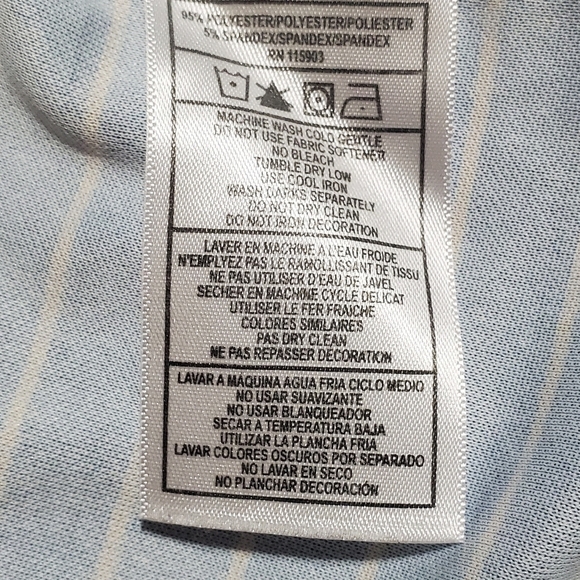 95% POLYESTER/POLYESTER/POLIESTER
5% SPANDEX/SPANDEX/SPANDEX
RN 115903
MACHINE WASH COLD GENTLE
DO NOT USE FABRIC SOFTENER
NO BLEACH
TUMBLE DRY LOW
USE COOL IRON
WASH DARKS SEPARATELY
DO NOT DRY CLEAN
DO NOT IRON DECORATION
LAVER EN MACHINE A L'EAU FROIDE
N'EMPLYEZ PAS LE RAMOLLISSANT DE TISSU
NE PAS UTILISER D'EAU DE JAVEL
SECHER EN MACHINE CYCLE DELICAT
UTILISER LE FER FRAICHE
COLORES SIMILAIRES
PAS DRY CLEAN
NE PAS REPASSER DECORATION
LAVAR A MAQUINA AGUA FRIA CICLO MEDIO
NO USAR SUAVIZANTE
NO USAR BLANQUEADOR
SECAR A TEMPERATURA BAJA
UTILIZAR LA PLANCHA FRIA
LAVAR COLORES OSCUROS POR SEPARADO
NO LAVAR EN SECO
NO PLANCHAR DECORACIÓN